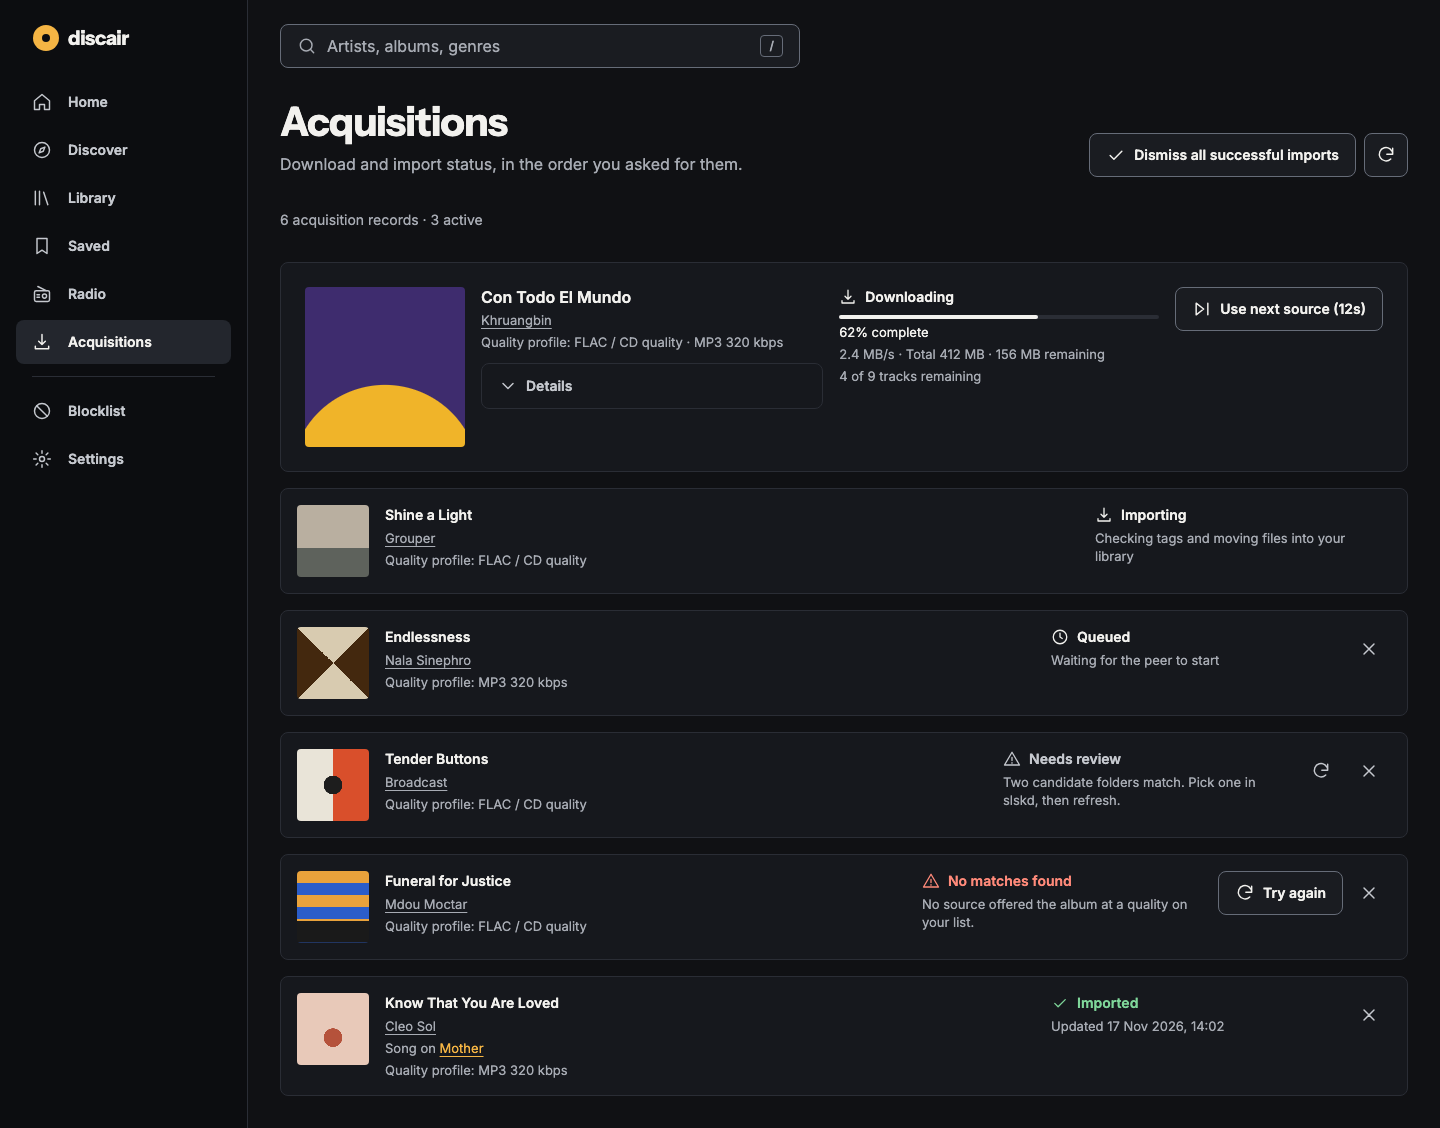 discair
Artists, albums, genres
/
Home
Discover
Library
Saved
Radio
Acquisitions
Blocklist
Settings
Acquisitions
Download and import status, in the order you asked for them.
Dismiss all successful imports
6 acquisition records · 3 active
Con Todo El Mundo
Khruangbin
Quality profile: FLAC / CD quality · MP3 320 kbps
Details
Downloading
62% complete
2.4 MB/s · Total 412 MB · 156 MB remaining
4 of 9 tracks remaining
Use next source (12s)
Shine a Light
Grouper
Quality profile: FLAC / CD quality
Importing
Checking tags and moving files into your
library
Endlessness
Nala Sinephro
Quality profile: MP3 320 kbps
Queued
Waiting for the peer to start
Tender Buttons
Broadcast
Quality profile: FLAC / CD quality
Needs review
Two candidate folders match. Pick one in
slskd, then refresh.
Funeral for Justice
Mdou Moctar
Quality profile: FLAC / CD quality
No matches found
No source offered the album at a quality on
your list.
Try again
Know That You Are Loved
Cleo Sol
Song on Mother
Quality profile: MP3 320 kbps
Imported
Updated 17 Nov 2026, 14:02